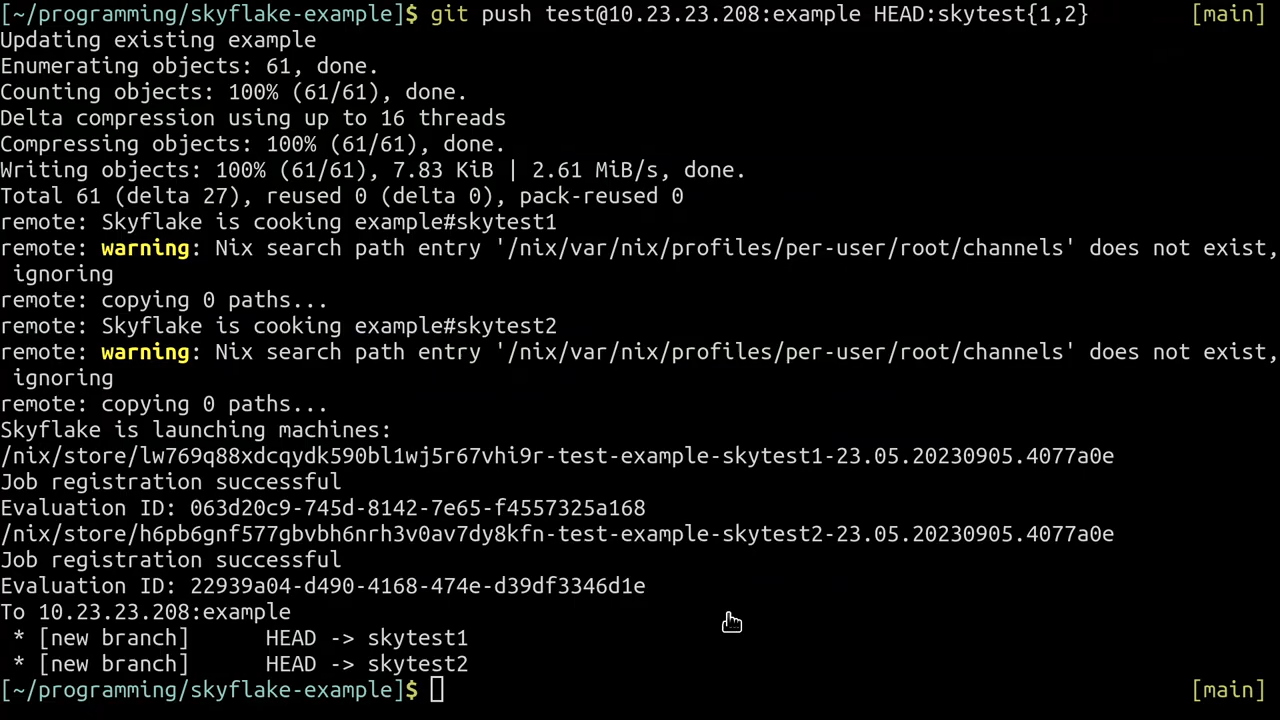 [~/programming/skyflake-example]$ git push test@10.23.23.208:example HEAD:skytest{1,2} [main]
Updating existing example
Enumerating objects: 61, done.
Counting objects: 100% (61/61), done.
Delta compression using up to 16 threads
Compressing objects: 100% (61/61), done.
Writing objects: 100% (61/61), 7.83 KiB | 2.61 MiB/s, done.
Total 61 (delta 27), reused 0 (delta 0), pack-reused 0
remote: Skyflake is cooking example#skytest1
remote: warning: Nix search path entry '/nix/var/nix/profiles/per-user/root/channels' does not exist,
 ignoring
remote: copying 0 paths...
remote: Skyflake is cooking example#skytest2
remote: warning: Nix search path entry '/nix/var/nix/profiles/per-user/root/channels' does not exist,
 ignoring
remote: copying 0 paths...
Skyflake is launching machines:
/nix/store/lw769q88xdcqydk590bl1wj5r67vhi9r-test-example-skytest1-23.05.20230905.4077a0e
Job registration successful
Evaluation ID: 063d20c9-745d-8142-7e65-f4557325a168
/nix/store/h6pb6gnf577gbvbh6nrh3v0av7dy8kfn-test-example-skytest2-23.05.20230905.4077a0e
Job registration successful
Evaluation ID: 22939a04-d490-4168-474e-d39df3346d1e
To 10.23.23.208:example
 * [new branch]      HEAD -> skytest1
 * [new branch]      HEAD -> skytest2
[~/programming/skyflake-example]$ [main]